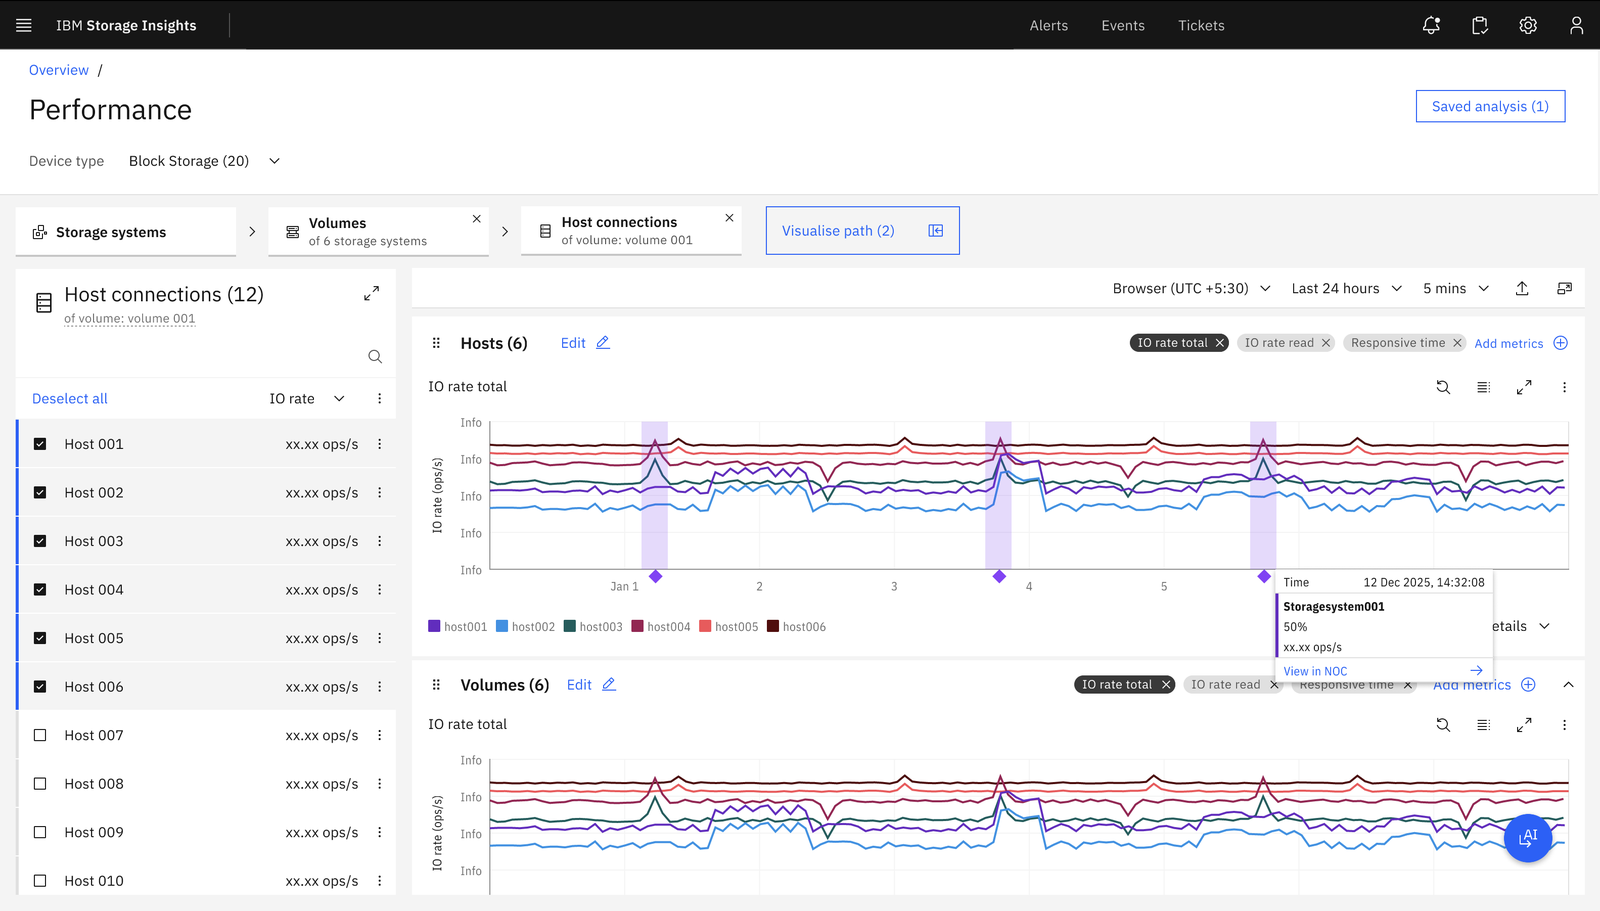 IBM Storage Insights
Alerts Events Tickets
Overview /
Performance
Saved analysis (1)
Device type Block Storage (20)
Storage systems
Volumes
of 6 storage systems
Host connections
of volume: volume 001
Visualise path (2)
Host connections (12)
of volume: volume 001
Deselect all IO rate
Host 001 xx.xx ops/s
Host 002 xx.xx ops/s
Host 003 xx.xx ops/s
Host 004 xx.xx ops/s
Host 005 xx.xx ops/s
Host 006 xx.xx ops/s
Host 007 xx.xx ops/s
Host 008 xx.xx ops/s
Host 009 xx.xx ops/s
Host 010 xx.xx ops/s
Browser (UTC +5:30) Last 24 hours 5 mins
Hosts (6) Edit IO rate total IO rate read Responsive time Add metrics
IO rate total
IO rate (ops/s)
Info
Info
Info
Info
Info
Jan 1 2 3 4 5
host001 host002 host003 host004 host005 host006
etails
Time 12 Dec 2025, 14:32:08
Storagesystem001
50%
xx.xx ops/s
View in NOC
Volumes (6) Edit IO rate total IO rate read Responsive time Add metrics
IO rate total
IO rate (ops/s)
Info
Info
Info
Info
AI